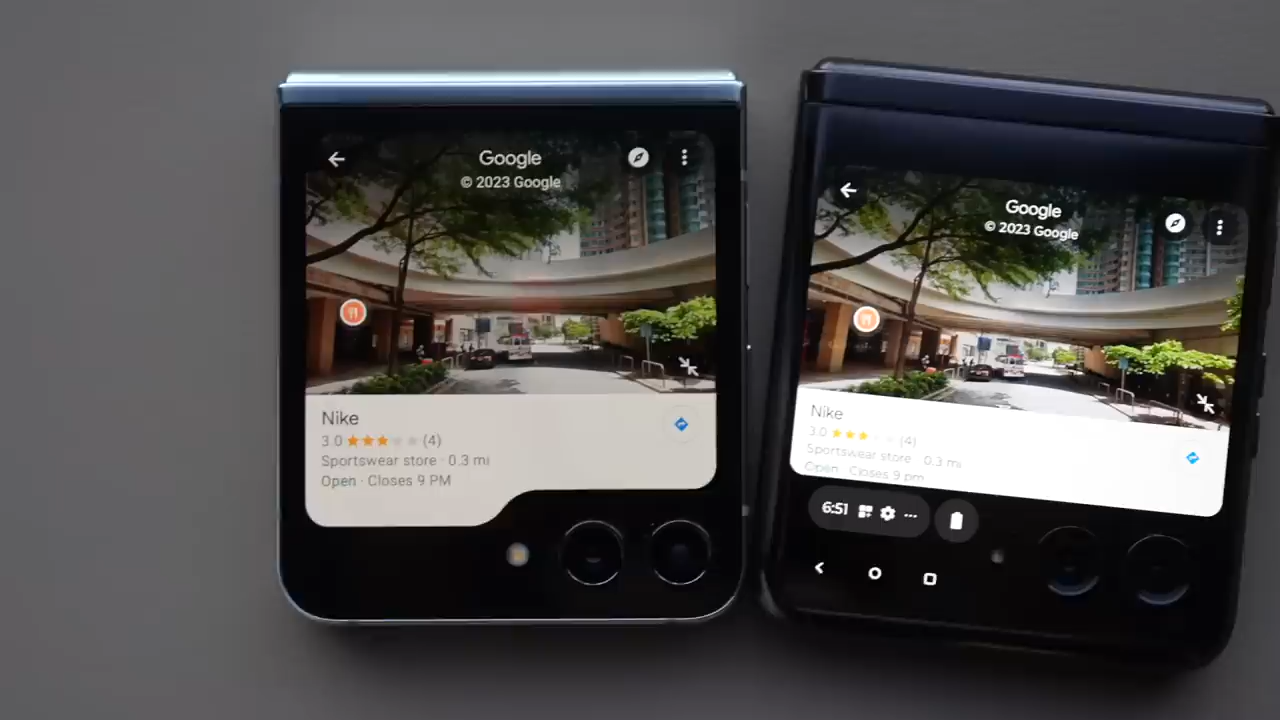 Google
© 2023 Google
Nike
3.0 (4)
Sportswear store · 0.3 mi
Open · Closes 9 PM
Google
© 2023 Google
Nike
3.0 (4)
Sportswear store · 0.3 mi
Open · Closes 9 pm
6:51